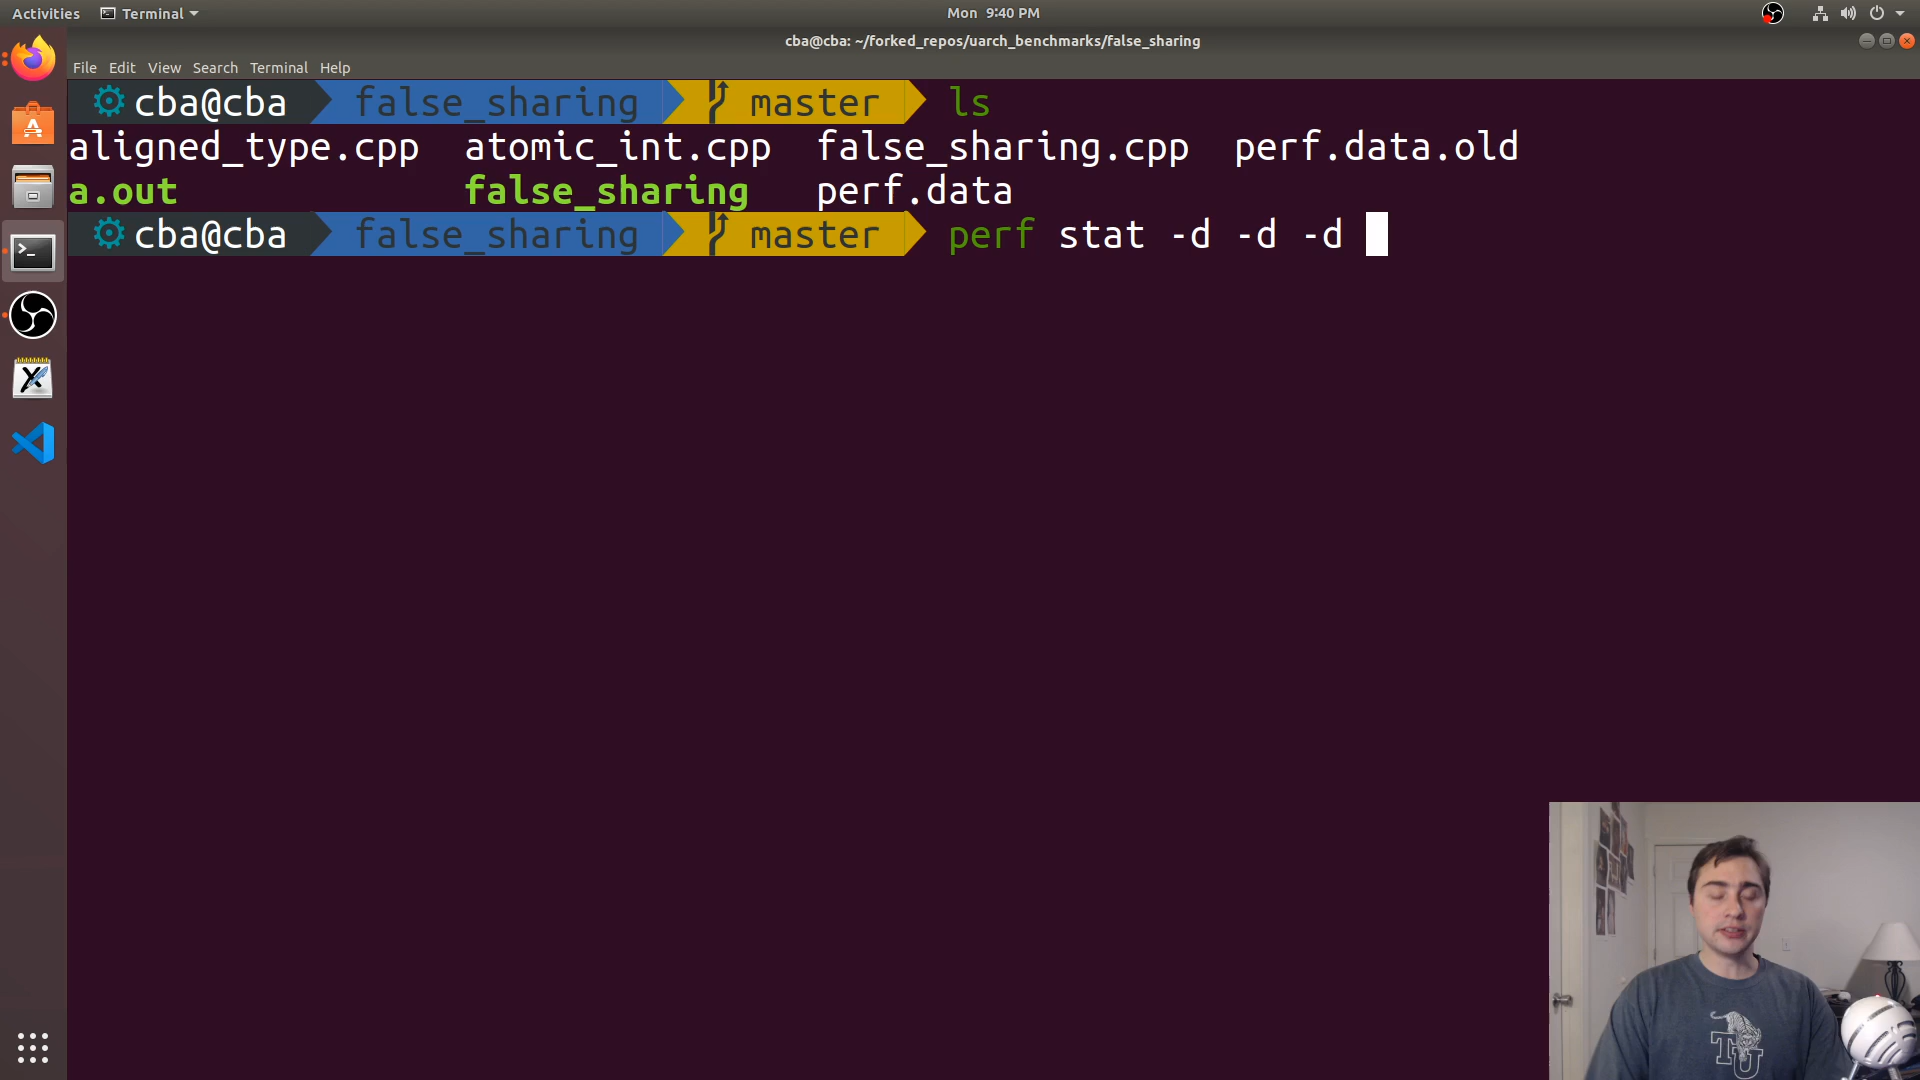 Activities Terminal Mon 9:40 PM
cba@cba: ~/forked_repos/uarch_benchmarks/false_sharing
File Edit View Search Terminal Help
cba@cba false_sharing master ls
aligned_type.cpp atomic_int.cpp false_sharing.cpp perf.data.old
a.out false_sharing perf.data
cba@cba false_sharing master perf stat -d -d -d
TU